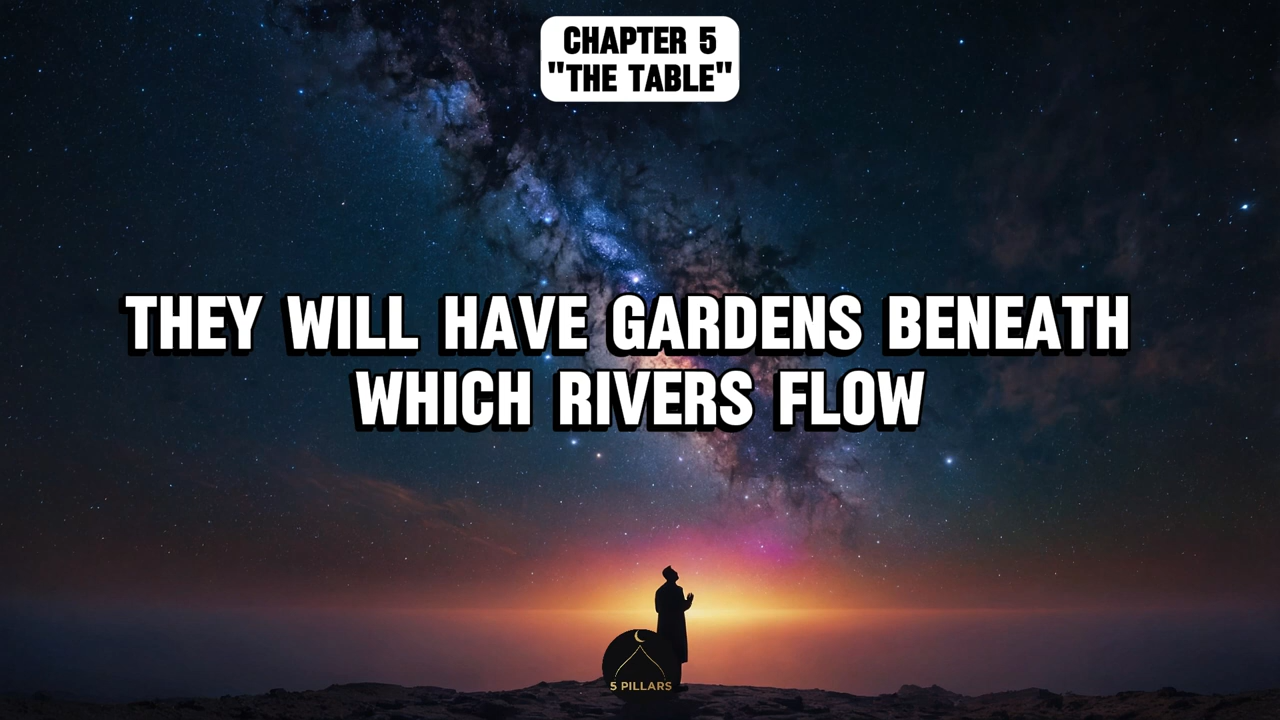 CHAPTER 5
"THE TABLE"
THEY WILL HAVE GARDENS BENEATH
WHICH RIVERS FLOW
5 PILLARS